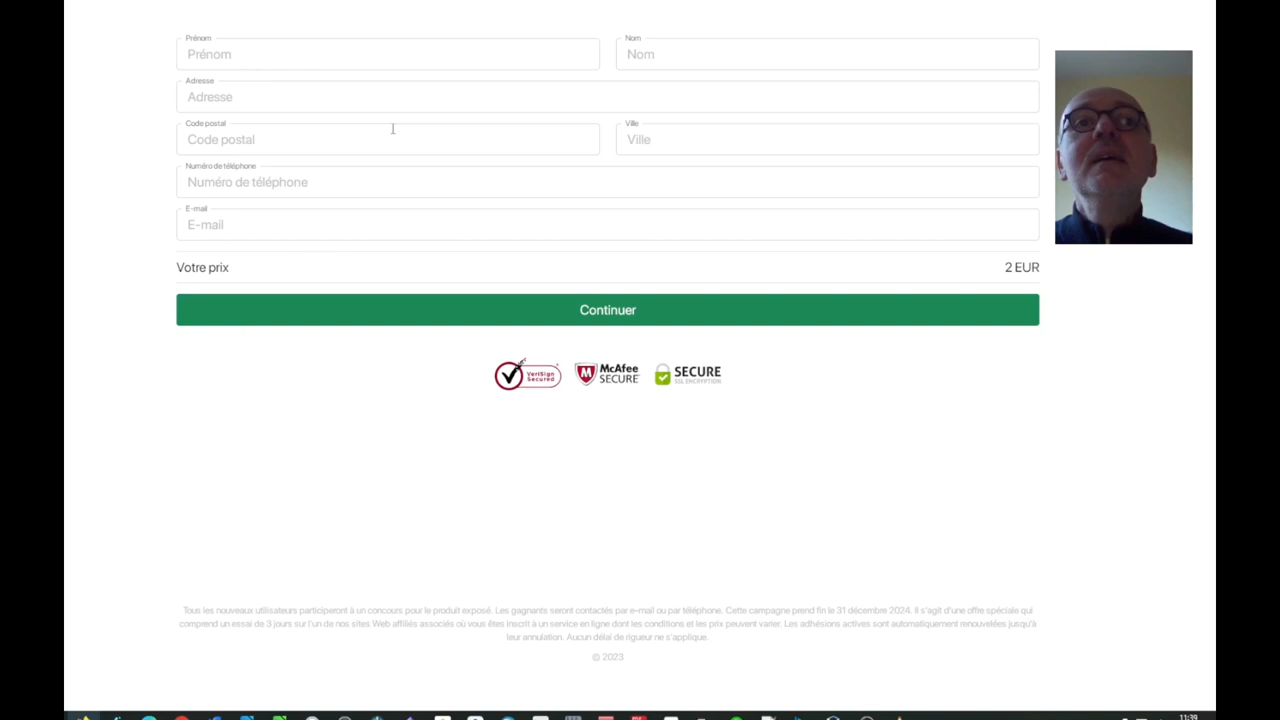 Prénom
Prénom
Nom
Nom
Adresse
Adresse
Code postal
Code postal
Ville
Ville
Numéro de téléphone
Numéro de téléphone
E-mail
E-mail
Votre prix
2 EUR
Continuer
VeriSign
Secured
McAfee
SECURE
SECURE
SSL ENCRYPTION
Tous les nouveaux utilisateurs participeront à un concours pour le produit exposé. Les gagnants seront contactés par e-mail ou par téléphone. Cette campagne prend fin le 31 décembre 2024. Il s'agit d'une offre spéciale qui
comprend un essai de 3 jours sur l'un de nos sites Web affiliés associés où vous êtes inscrit à un service en ligne dont les conditions et les prix peuvent varier. Les adhésions actives sont automatiquement renouvelées jusqu'à
leur annulation. Aucun délai de rigueur ne s'applique.
© 2023
11:39